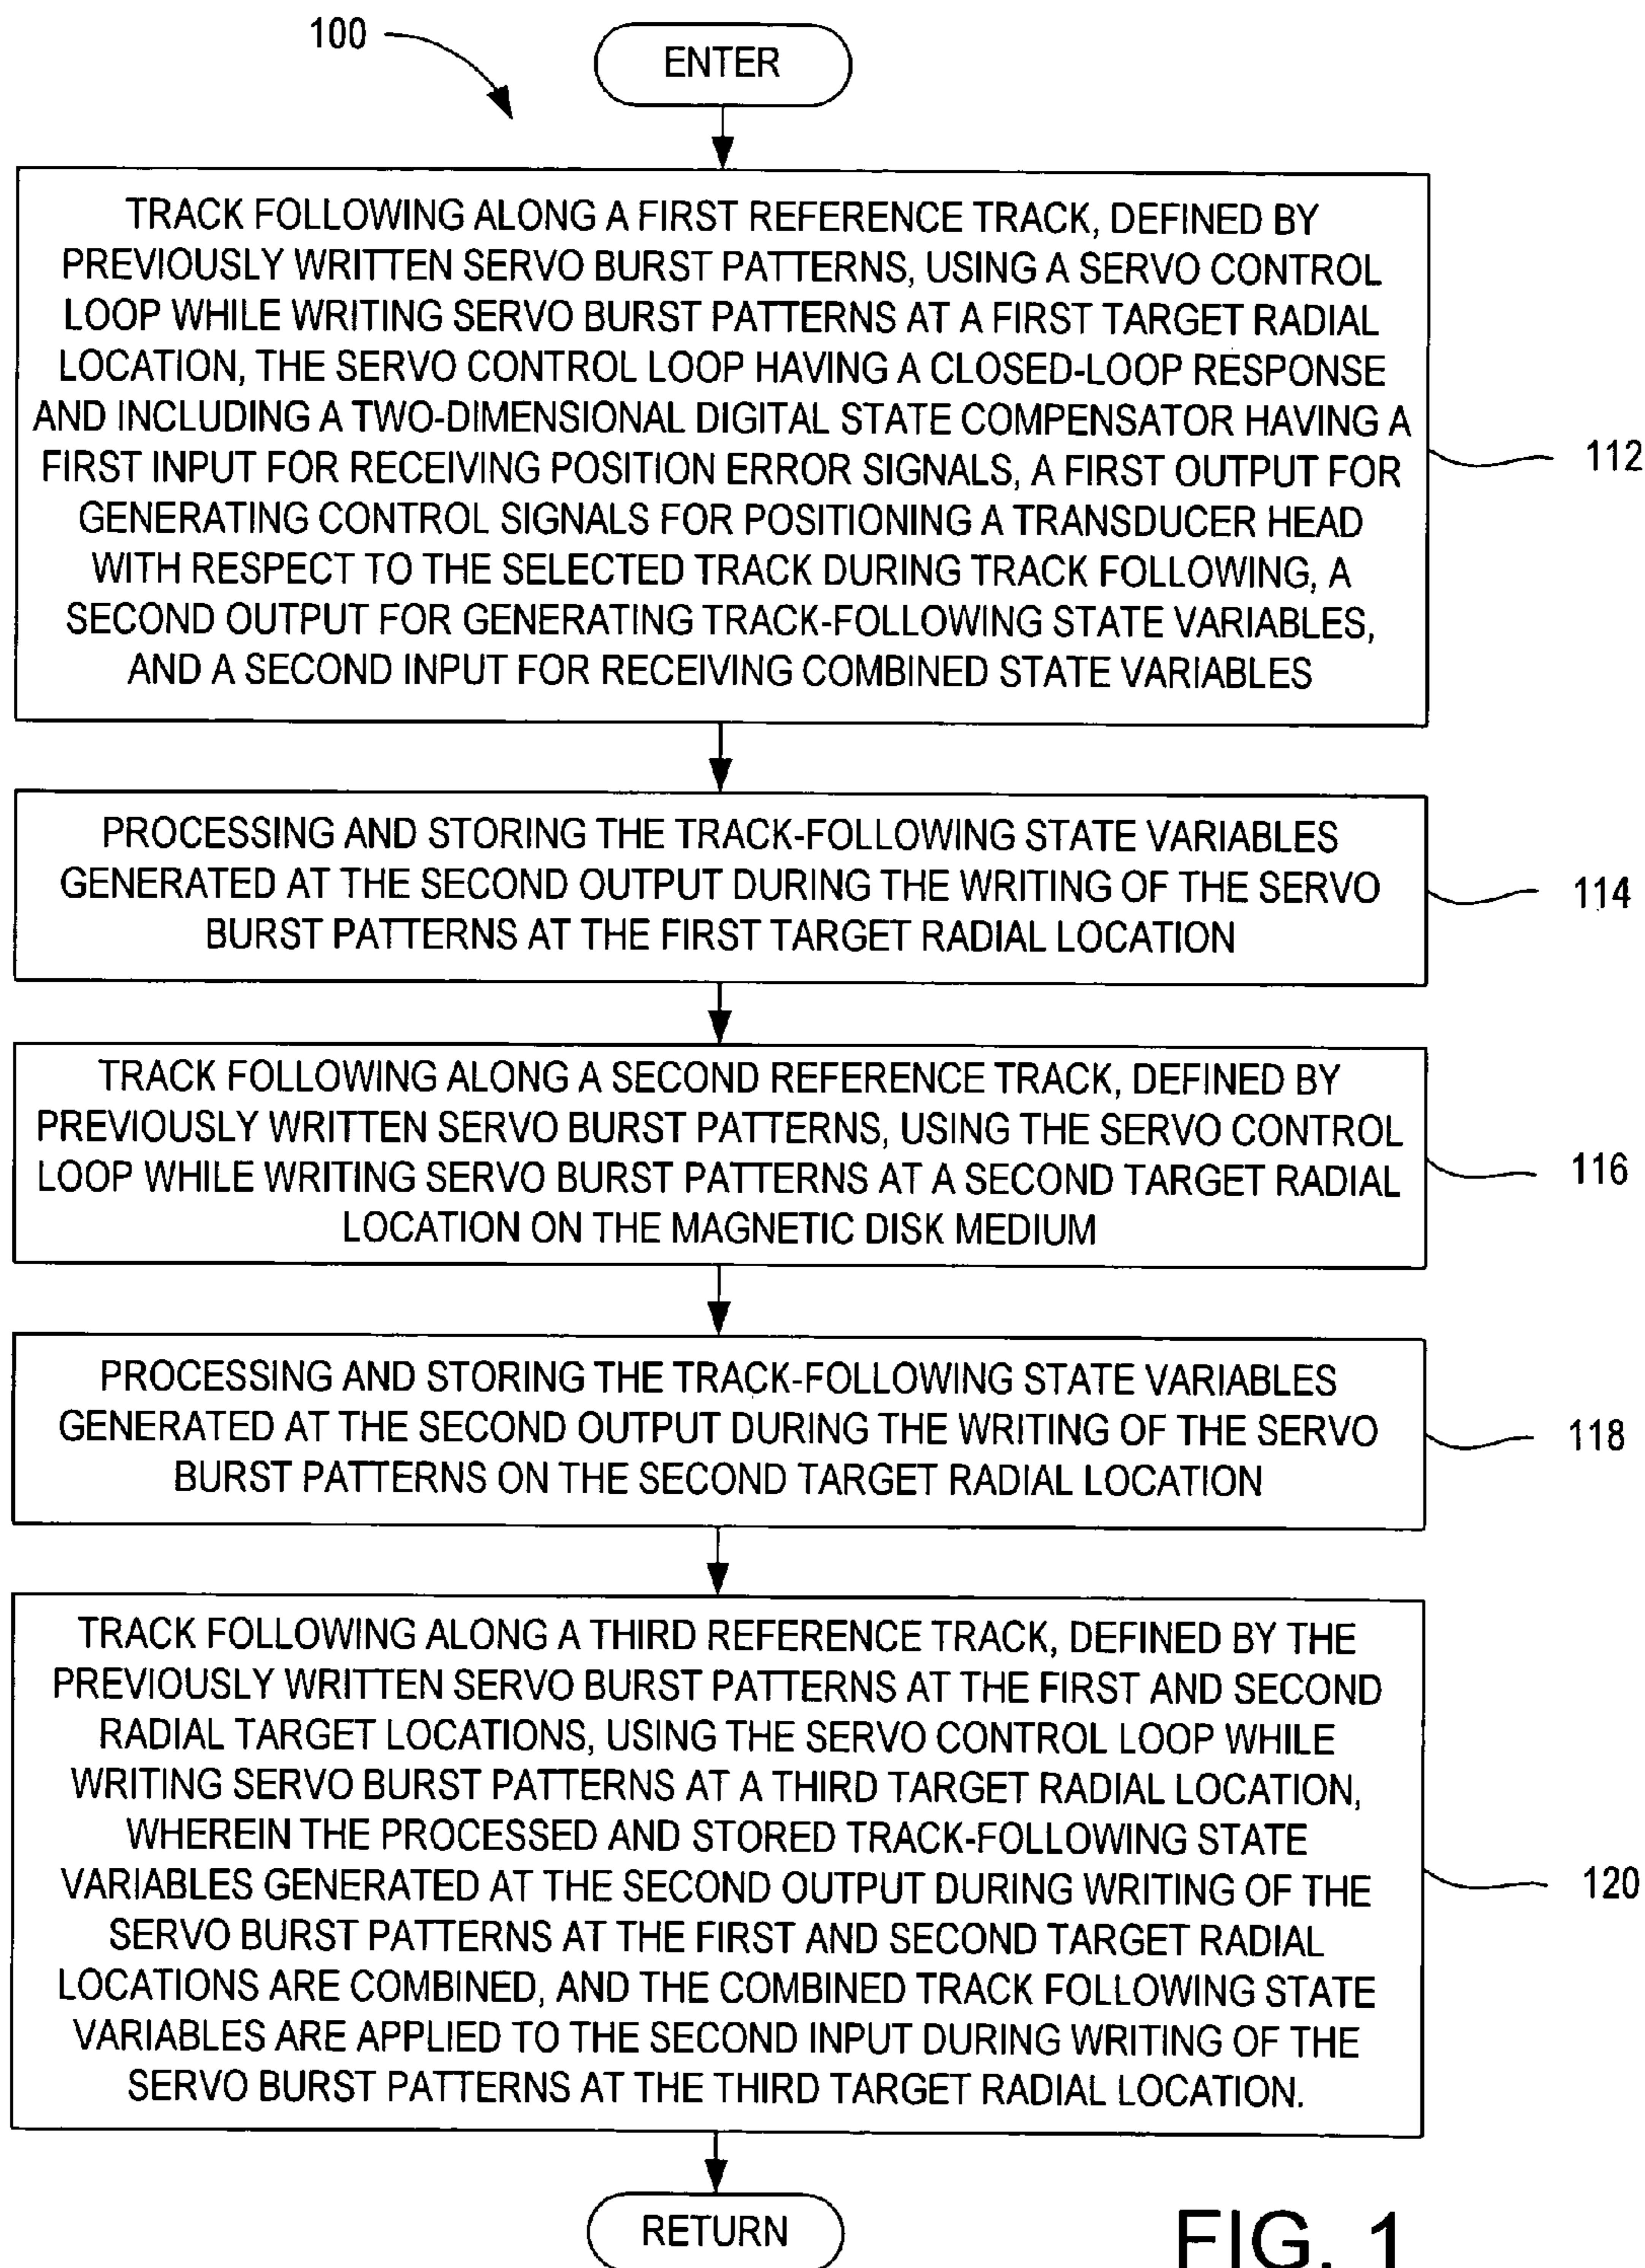 100
ENTER
TRACK FOLLOWING ALONG A FIRST REFERENCE TRACK, DEFINED BY
PREVIOUSLY WRITTEN SERVO BURST PATTERNS, USING A SERVO CONTROL
LOOP WHILE WRITING SERVO BURST PATTERNS AT A FIRST TARGET RADIAL
LOCATION, THE SERVO CONTROL LOOP HAVING A CLOSED-LOOP RESPONSE
AND INCLUDING A TWO-DIMENSIONAL DIGITAL STATE COMPENSATOR HAVING A
FIRST INPUT FOR RECEIVING POSITION ERROR SIGNALS, A FIRST OUTPUT FOR
GENERATING CONTROL SIGNALS FOR POSITIONING A TRANSDUCER HEAD
WITH RESPECT TO THE SELECTED TRACK DURING TRACK FOLLOWING, A
SECOND OUTPUT FOR GENERATING TRACK-FOLLOWING STATE VARIABLES,
AND A SECOND INPUT FOR RECEIVING COMBINED STATE VARIABLES
112
PROCESSING AND STORING THE TRACK-FOLLOWING STATE VARIABLES
GENERATED AT THE SECOND OUTPUT DURING THE WRITING OF THE SERVO
BURST PATTERNS AT THE FIRST TARGET RADIAL LOCATION
114
TRACK FOLLOWING ALONG A SECOND REFERENCE TRACK, DEFINED BY
PREVIOUSLY WRITTEN SERVO BURST PATTERNS, USING THE SERVO CONTROL
LOOP WHILE WRITING SERVO BURST PATTERNS AT A SECOND TARGET RADIAL
LOCATION ON THE MAGNETIC DISK MEDIUM
116
PROCESSING AND STORING THE TRACK-FOLLOWING STATE VARIABLES
GENERATED AT THE SECOND OUTPUT DURING THE WRITING OF THE SERVO
BURST PATTERNS ON THE SECOND TARGET RADIAL LOCATION
118
TRACK FOLLOWING ALONG A THIRD REFERENCE TRACK, DEFINED BY THE
PREVIOUSLY WRITTEN SERVO BURST PATTERNS AT THE FIRST AND SECOND
RADIAL TARGET LOCATIONS, USING THE SERVO CONTROL LOOP WHILE
WRITING SERVO BURST PATTERNS AT A THIRD TARGET RADIAL LOCATION,
WHEREIN THE PROCESSED AND STORED TRACK-FOLLOWING STATE
VARIABLES GENERATED AT THE SECOND OUTPUT DURING WRITING OF THE
SERVO BURST PATTERNS AT THE FIRST AND SECOND TARGET RADIAL
LOCATIONS ARE COMBINED, AND THE COMBINED TRACK FOLLOWING STATE
VARIABLES ARE APPLIED TO THE SECOND INPUT DURING WRITING OF THE
SERVO BURST PATTERNS AT THE THIRD TARGET RADIAL LOCATION.
120
RETURN
FIG. 1